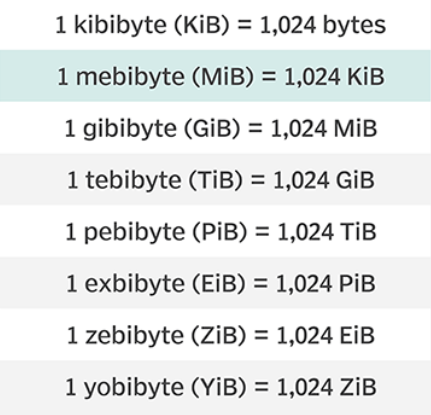 1 kibibyte (KiB) = 1,024 bytes
1 mebibyte (MiB) = 1,024 KiB
1 gibibyte (GiB) = 1,024 MiB
1 tebibyte (TiB) = 1,024 GiB
1 pebibyte (PiB) = 1,024 TiB
1 exbibyte (EiB) = 1,024 PiB
1 zebibyte (ZiB) = 1,024 EiB
1 yobibyte (YiB) = 1,024 ZiB